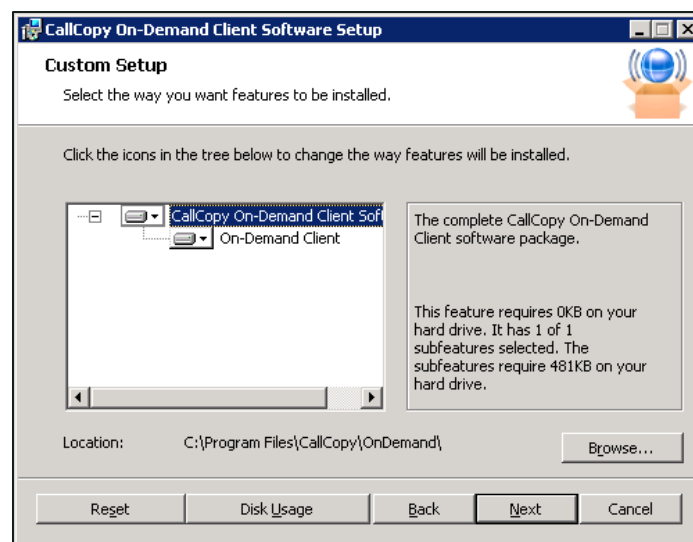 CallCopy On-Demand Client Software Setup
Custom Setup
Select the way you want features to be installed.
Click the icons in the tree below to change the way features will be installed.
CallCopy On-Demand Client Soft
On-Demand Client
The complete CallCopy On-Demand
Client software package.
This feature requires 0KB on your
hard drive. It has 1 of 1
subfeatures selected. The
subfeatures require 481KB on your
hard drive.
Location: C:\Program Files\CallCopy\OnDemand\
Browse...
Reset Disk Usage Back Next Cancel